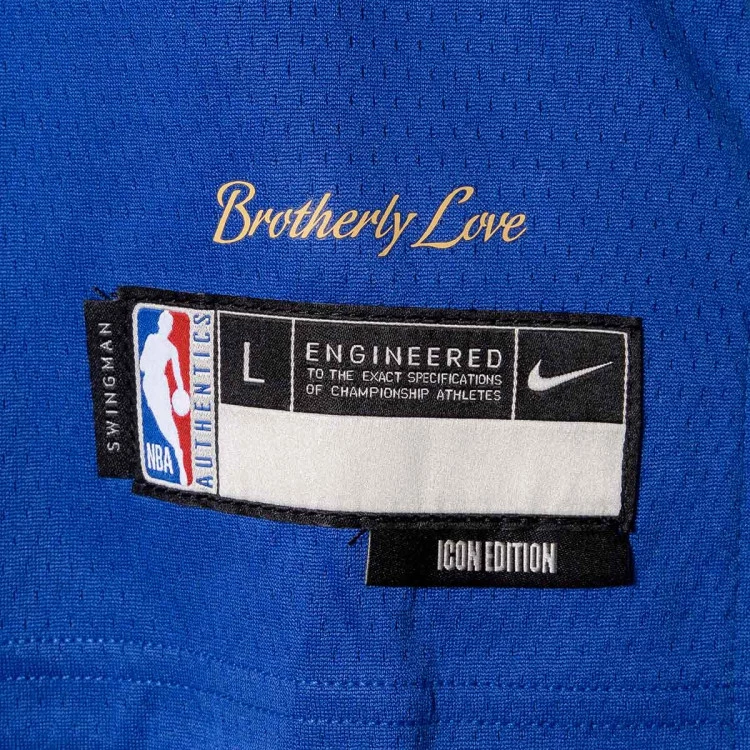 Brotherly Love
SWINGMAN
NBA
AUTHENTICS
L
ENGINEERED
TO THE EXACT SPECIFICATIONS
OF CHAMPIONSHIP ATHLETES
ICON EDITION